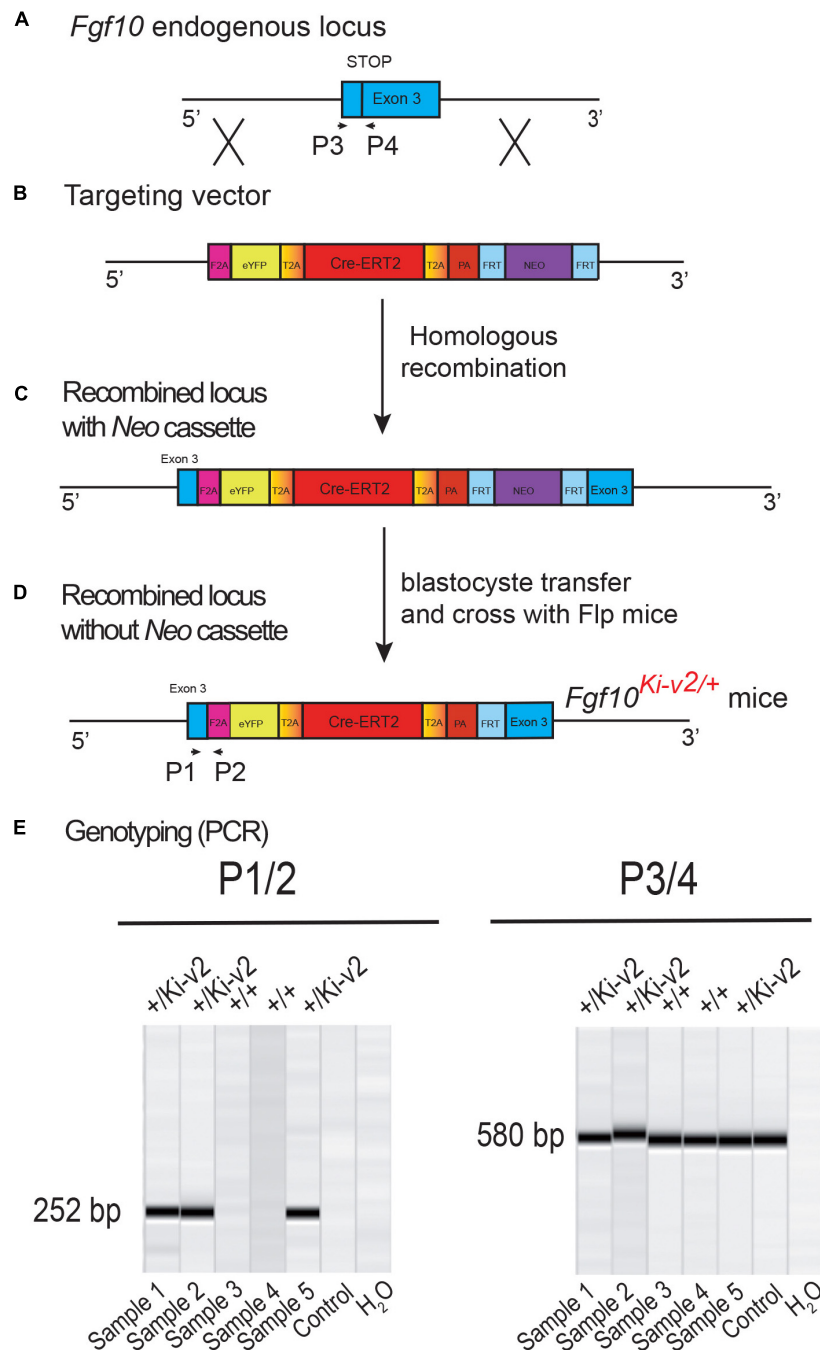 A
Fgf10 endogenous locus
STOP
Exon 3
5’ 3’
P3 P4
B Targeting vector
F2A eYFP T2A Cre-ERT2 T2A PA FRT NEO FRT
5’ 3’
Homologous
recombination
C Recombined locus
with Neo cassette
Exon 3
F2A eYFP T2A Cre-ERT2 T2A PA FRT NEO FRT Exon 3
5’ 3’
blastocyste transfer
and cross with Flp mice
D Recombined locus
without Neo cassette
Exon 3
Fgf10Ki-v2/+ mice
F2A eYFP T2A Cre-ERT2 T2A PA FRT Exon 3
5’ 3’
P1 P2
E Genotyping (PCR)
P1/2 P3/4
+/Ki-v2 +/Ki-v2 +/+ +/+ +/Ki-v2
+/Ki-v2 +/Ki-v2 +/+ +/+ +/Ki-v2
580 bp
252 bp
Sample 1 Sample 2 Sample 3 Sample 4 Sample 5 Control H2O
Sample 1 Sample 2 Sample 3 Sample 4 Sample 5 Control H2O